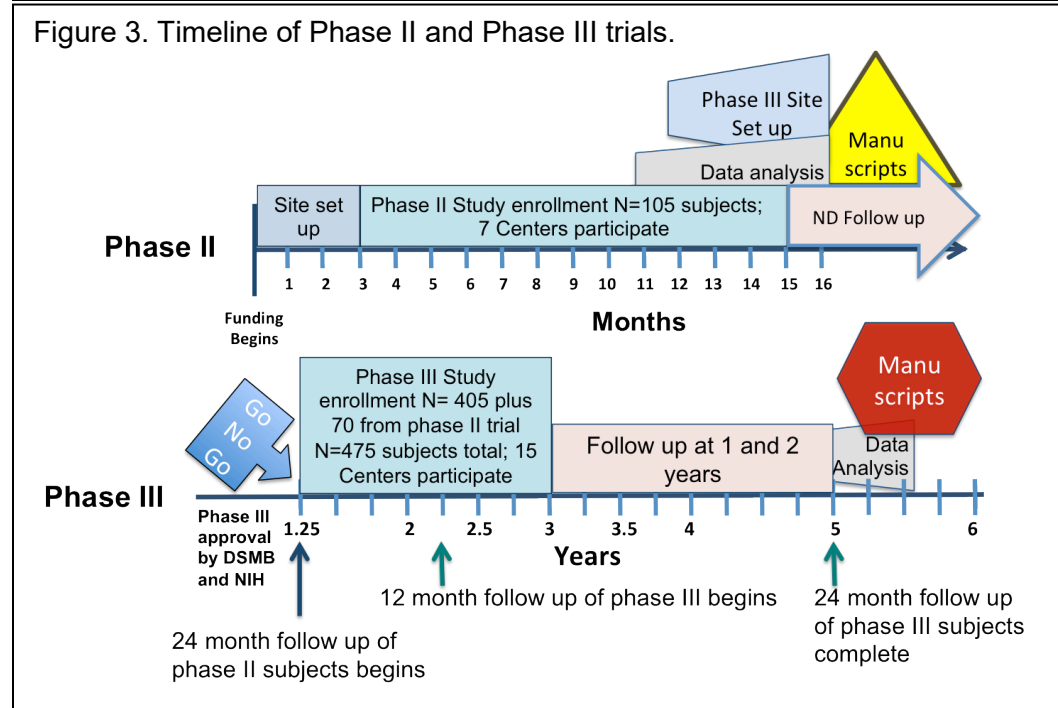 Figure 3. Timeline of Phase II and Phase III trials.
Phase III Site
Set up
Manu
scripts
Data analysis
Site set
up
Phase II Study enrollment N=105 subjects;
7 Centers participate
ND Follow up
Phase II
1 2 3 4 5 6 7 8 9 10 11 12 13 14 15 16
Funding
Begins
Months
Go
No
Go
Phase III Study
enrollment N= 405 plus
70 from phase II trial
N=475 subjects total; 15
Centers participate
Follow up at 1 and 2
years
Manu
scripts
Data
Analysis
Phase III
Phase III
approval
by DSMB
and NIH
1.25 2 2.5 3 3.5 4 5 6
Years
12 month follow up of phase III begins
24 month follow up
of phase III subjects
complete
24 month follow up of
phase II subjects begins